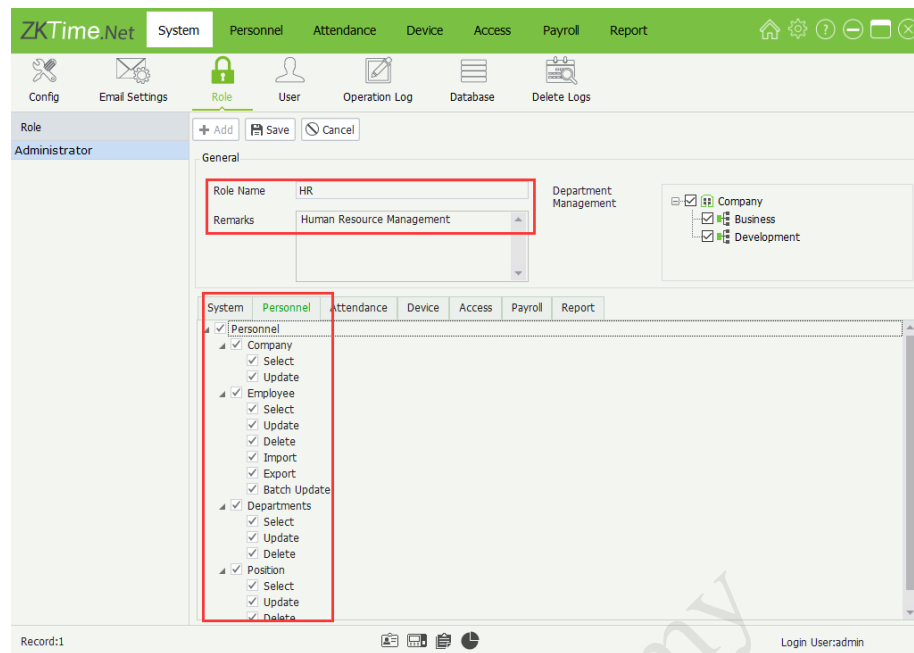 ZKTime.Net System Personnel Attendance Device Access Payroll Report
Config Email Settings Role User Operation Log Database Delete Logs
Role
Administrator
Add Save Cancel
General
Role Name HR
Remarks Human Resource Management
Department
Management
Company
Business
Development
System Personnel Attendance Device Access Payroll Report
Personnel
Company
Select
Update
Employee
Select
Update
Delete
Import
Export
Batch Update
Departments
Select
Update
Delete
Position
Select
Update
Delete
Record:1 Login User:admin